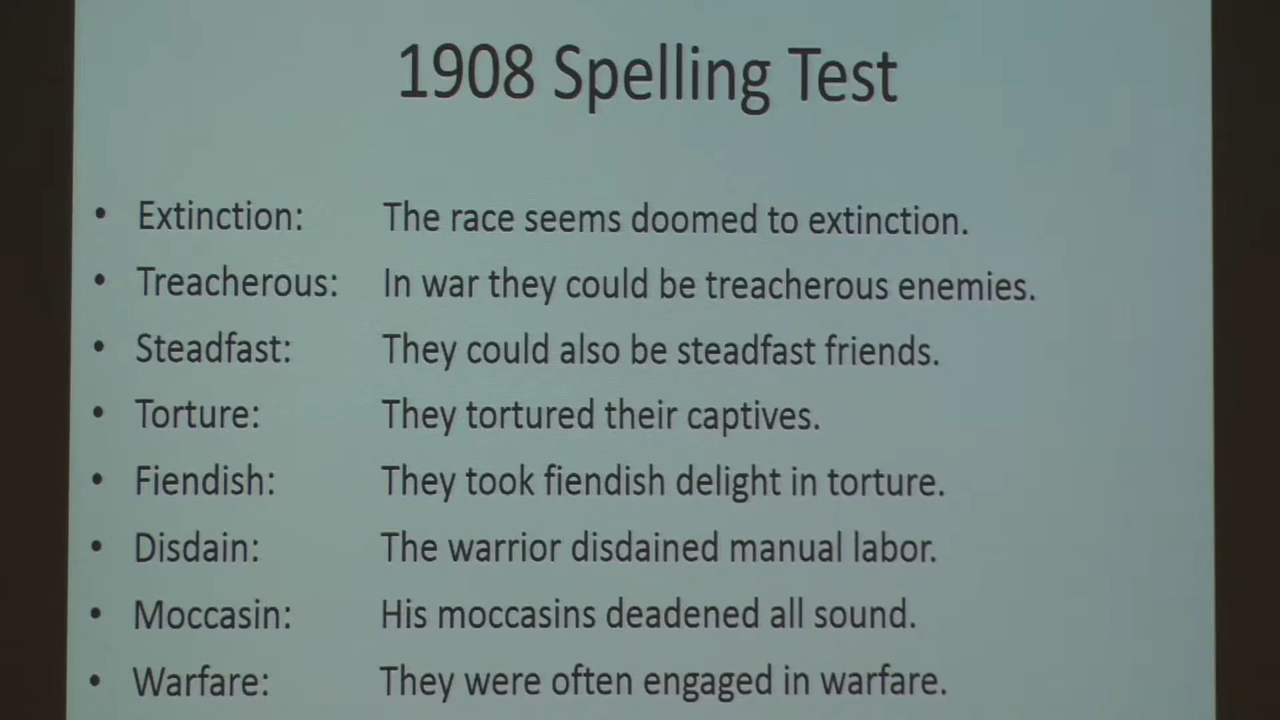 1908 Spelling Test
• Extinction: The race seems doomed to extinction.
• Treacherous: In war they could be treacherous enemies.
• Steadfast: They could also be steadfast friends.
• Torture: They tortured their captives.
• Fiendish: They took fiendish delight in torture.
• Disdain: The warrior disdained manual labor.
• Moccasin: His moccasins deadened all sound.
• Warfare: They were often engaged in warfare.